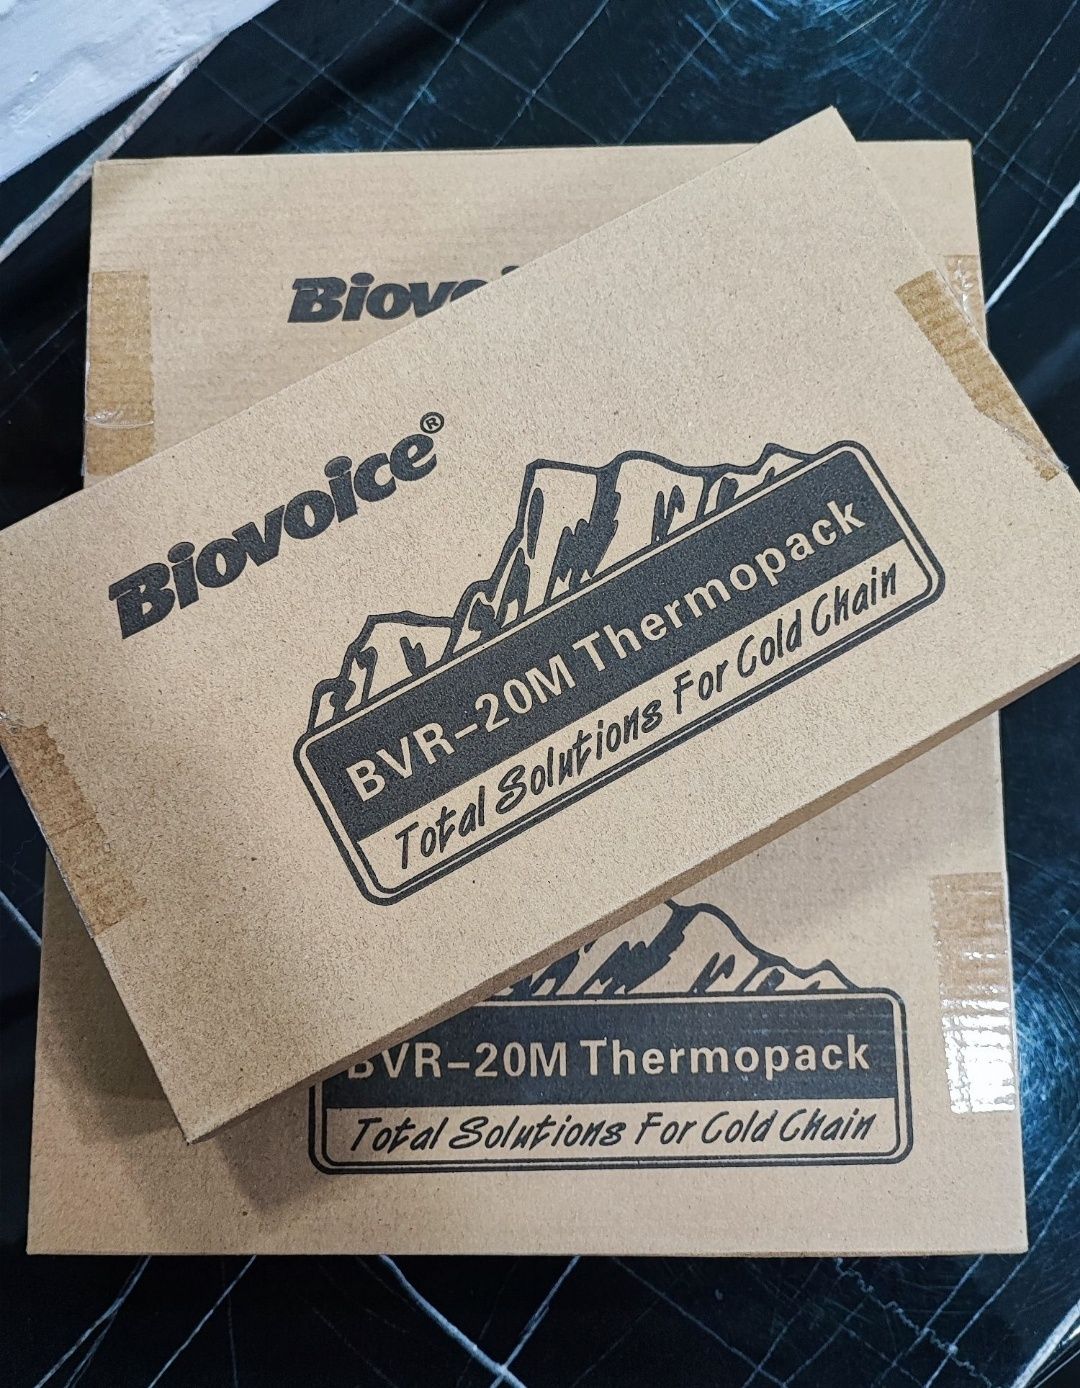 Biovoice®
BVR-20M Thermopack
Total Solutions For Cold Chain
BVR-20M Thermopack
Total Solutions For Cold Chain